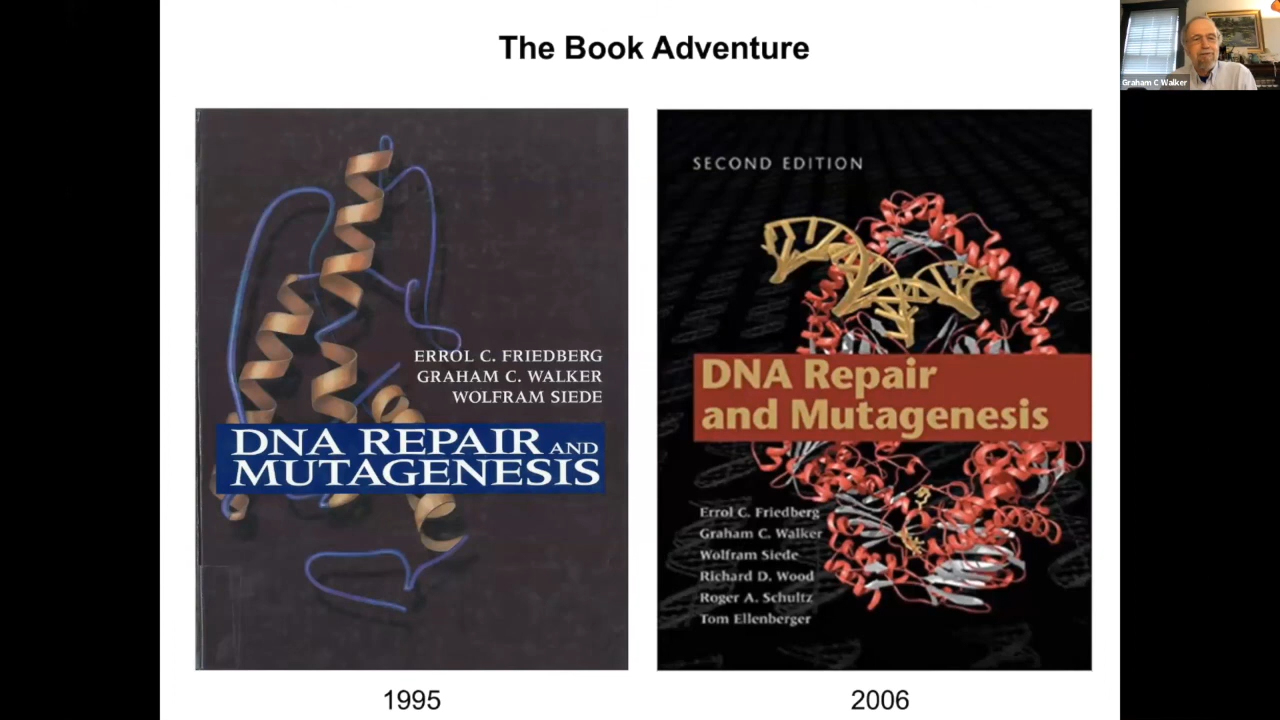 The Book Adventure
Graham C Walker
ERROL C. FRIEDBERG
GRAHAM C. WALKER
WOLFRAM SIEDE
DNA REPAIR AND
MUTAGENESIS
SECOND EDITION
DNA Repair
and Mutagenesis
Errol C. Friedberg
Graham C. Walker
Wolfram Siede
Richard D. Wood
Roger A. Schultz
Tom Ellenberger
1995
2006